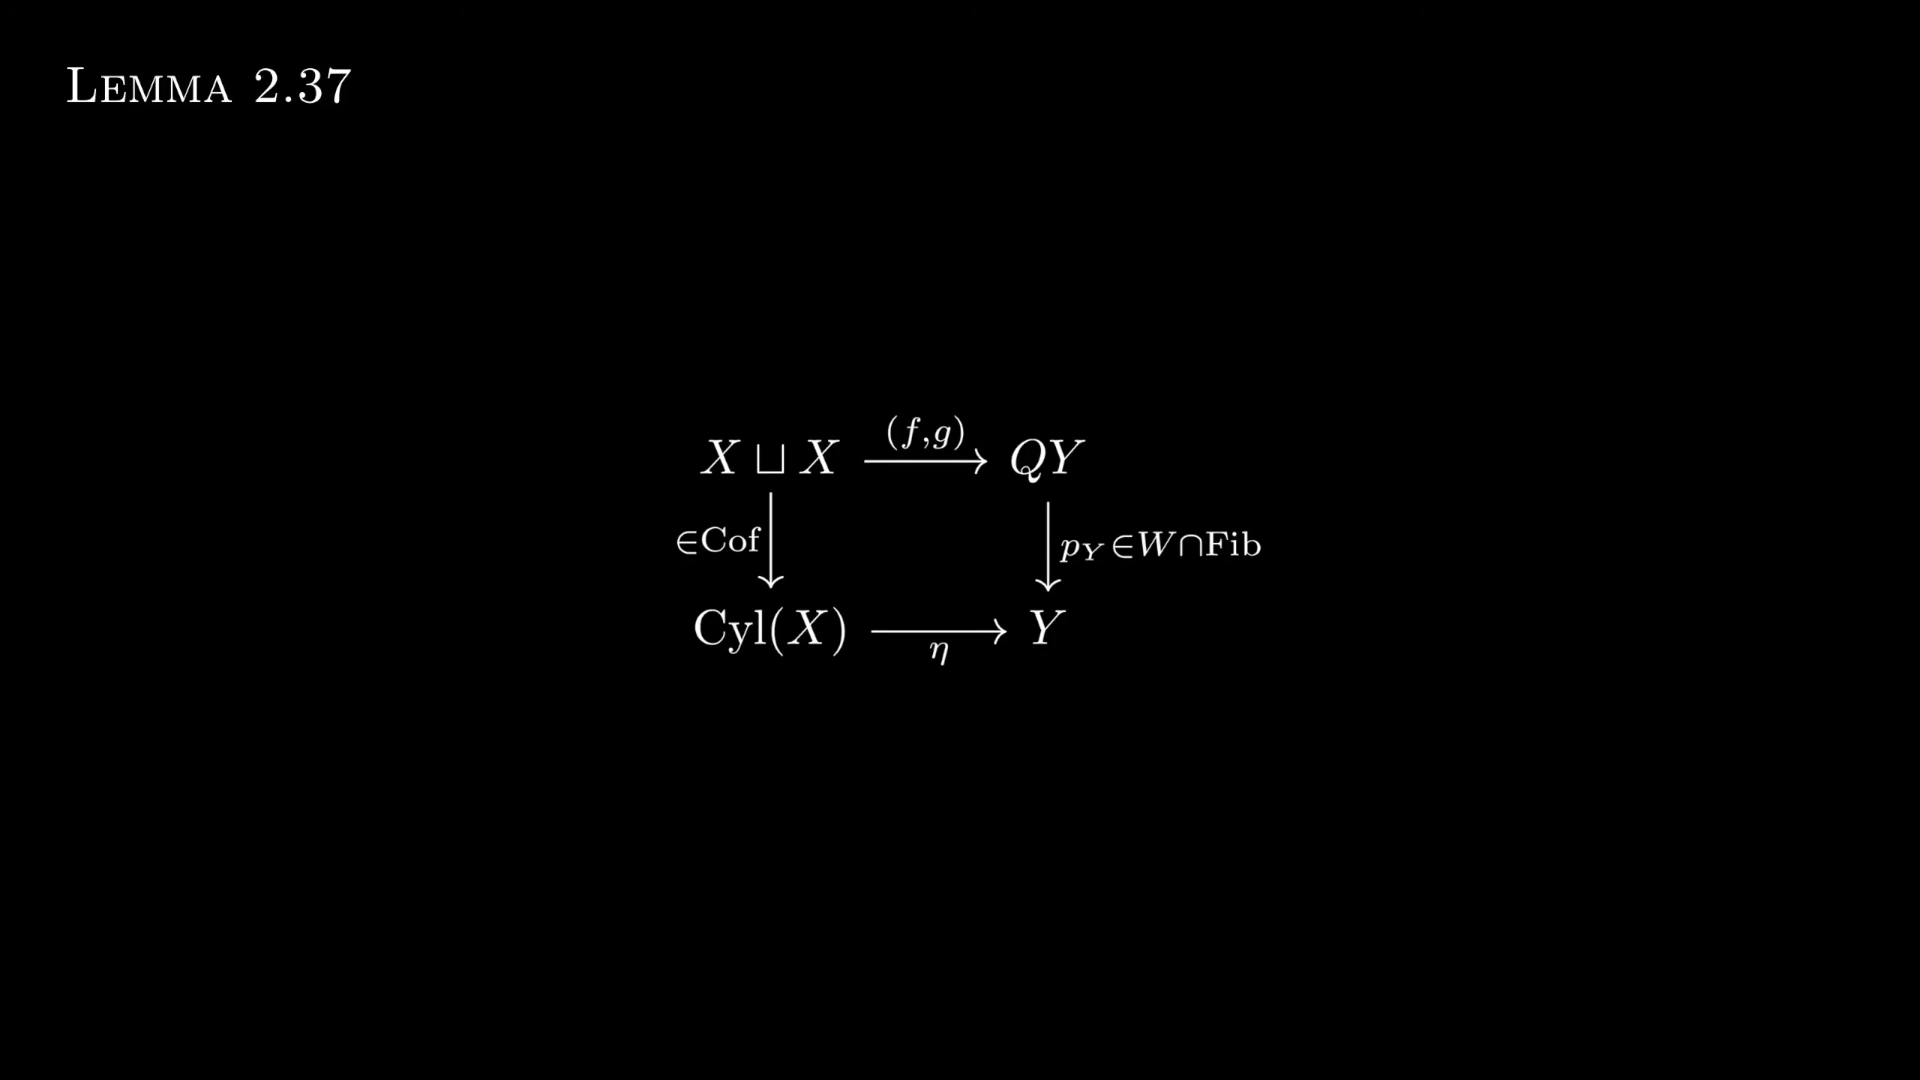 LEMMA 2.37
(f,g)
X ⊔ X → QY
∈Cof p_Y ∈W∩Fib
Cyl(X) → Y
η